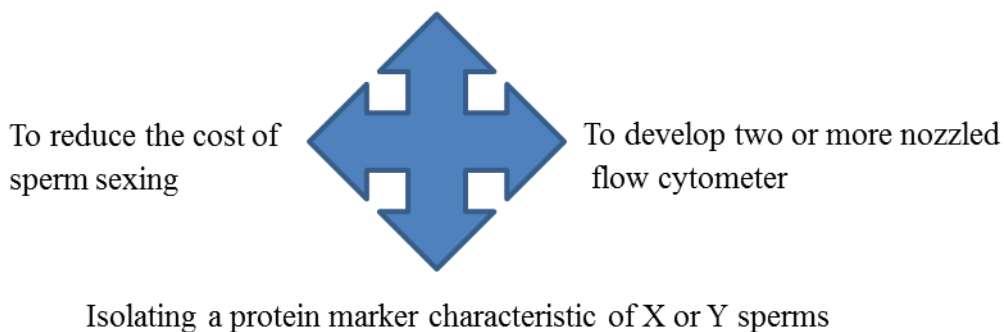 To reduce the cost of
sperm sexing
To develop two or more nozzled
flow cytometer
Isolating a protein marker characteristic of X or Y sperms